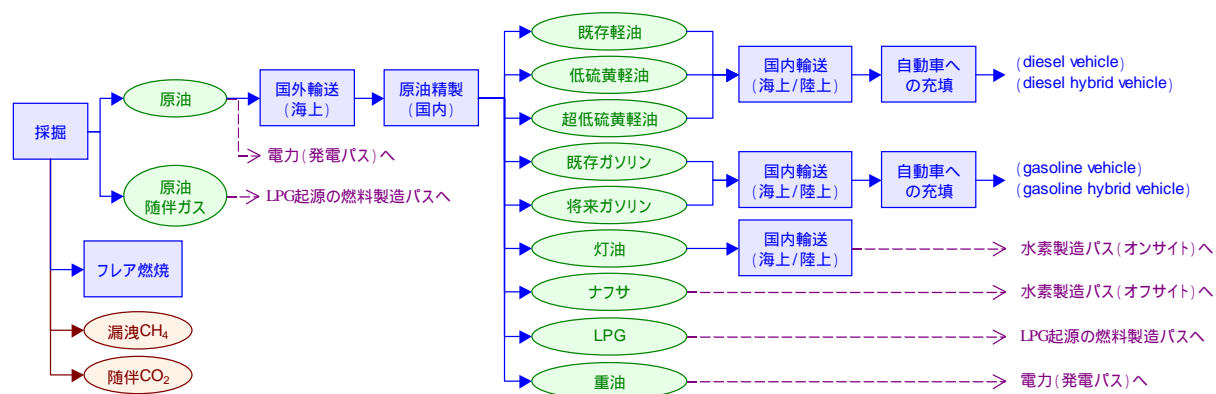 採掘
原油
原油
随伴ガス
フレア燃焼
漏洩CH₄
随伴CO₂
国外輸送
(海上)
原油精製
(国内)
電力(発電パス)へ
LPG起源の燃料製造パスへ
既存軽油
低硫黄軽油
超低硫黄軽油
既存ガソリン
将来ガソリン
灯油
ナフサ
LPG
重油
国内輸送
(海上/陸上)
自動車へ
の充填
(diesel vehicle)
(diesel hybrid vehicle)
国内輸送
(海上/陸上)
自動車へ
の充填
(gasoline vehicle)
(gasoline hybrid vehicle)
国内輸送
(海上/陸上)
水素製造パス(オンサイト)へ
水素製造パス(オフサイト)へ
LPG起源の燃料製造パスへ
電力(発電パス)へ